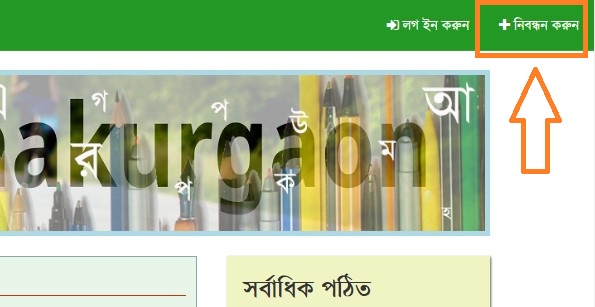 লগ ইন করুন নিবন্ধন করুন
গ প উ আ
akurgaon
র প ক ম হ
সর্বাধিক পঠিত